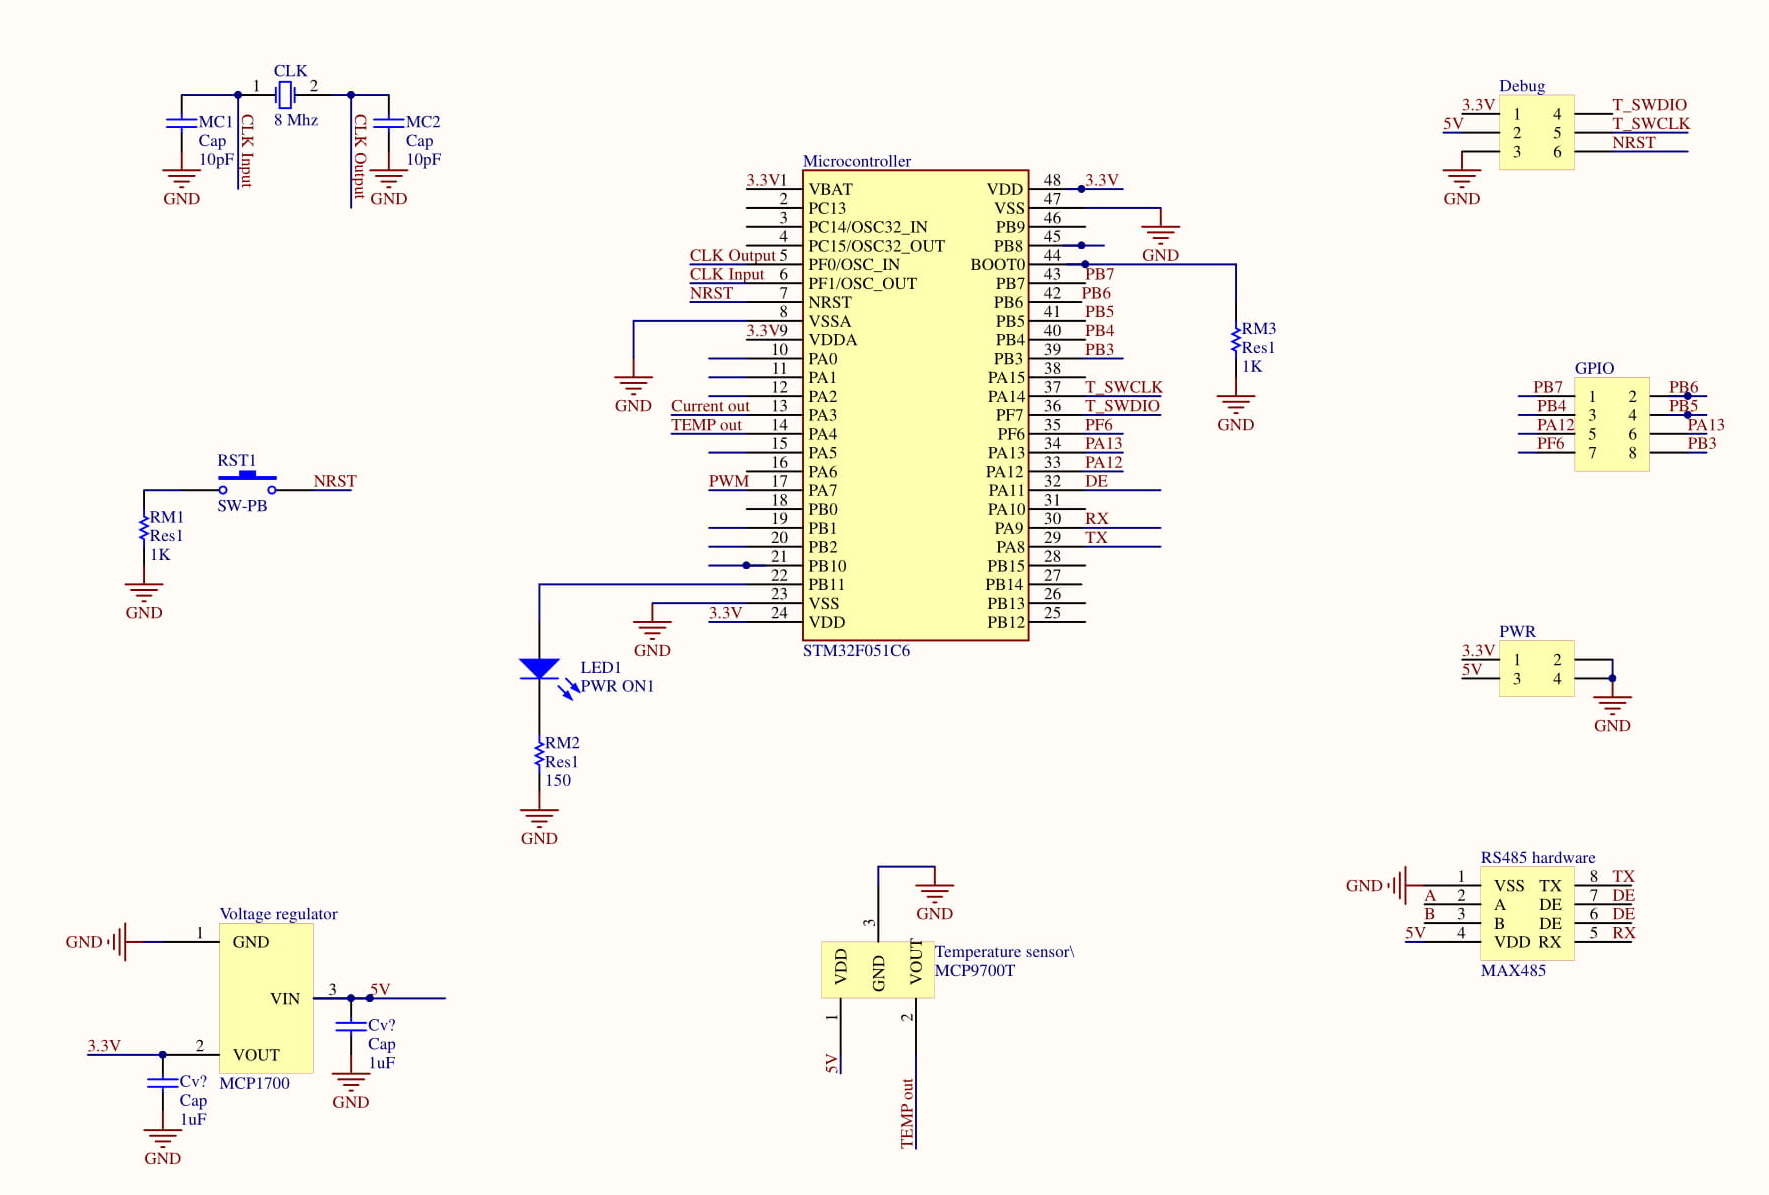 CLK
1 2
8 Mhz
CLK Input
CLK Output
MC1
Cap
10pF
GND
MC2
Cap
10pF
GND
RST1
SW-PB
NRST
RM1
Res1
1K
GND
Microcontroller
3.3V 1 VBAT
2 PC13
3 PC14/OSC32_IN
4 PC15/OSC32_OUT
CLK Output 5 PF0/OSC_IN
CLK Input 6 PF1/OSC_OUT
NRST 7 NRST
8 VSSA
3.3V 9 VDDA
10 PA0
11 PA1
12 PA2
Current out 13 PA3
TEMP out 14 PA4
15 PA5
16 PA6
PWM 17 PA7
18 PB0
19 PB1
20 PB2
21 PB10
22 PB11
23 VSS
3.3V 24 VDD
VDD 48 3.3V
VSS 47
PB9 46
PB8 45
BOOT0 44
PB7 43 PB7
PB6 42 PB6
PB5 41 PB5
PB4 40 PB4
PB3 39 PB3
PA15 38
PA14 37 T_SWCLK
PF7 36 T_SWDIO
PF6 35 PF6
PA13 34 PA13
PA12 33 PA12
PA11 32 DE
PA10 31
PA9 30 RX
PA8 29 TX
PB15 28
PB14 27
PB13 26
PB12 25
STM32F051C6
GND
GND
GND
RM3
Res1
1K
GND
LED1
PWR ON1
RM2
Res1
150
GND
Debug
3.3V 1 4 T_SWDIO
5V 2 5 T_SWCLK
3 6 NRST
GND
GPIO
PB7 1 2 PB6
PB4 3 4 PB5
PA12 5 6 PA13
PF6 7 8 PB3
PWR
3.3V 1 2
5V 3 4
GND
Voltage regulator
GND 1 GND
VIN 3 5V
3.3V 2 VOUT
MCP1700
Cv?
Cap
1uF
GND
Cv?
Cap
1uF
GND
GND
3
VDD GND VOUT
Temperature sensor\
MCP9700T
1 2
5V
TEMP out
RS485 hardware
GND 1 VSS TX 8 TX
A 2 A DE 7 DE
B 3 B DE 6 DE
5V 4 VDD RX 5 RX
MAX485